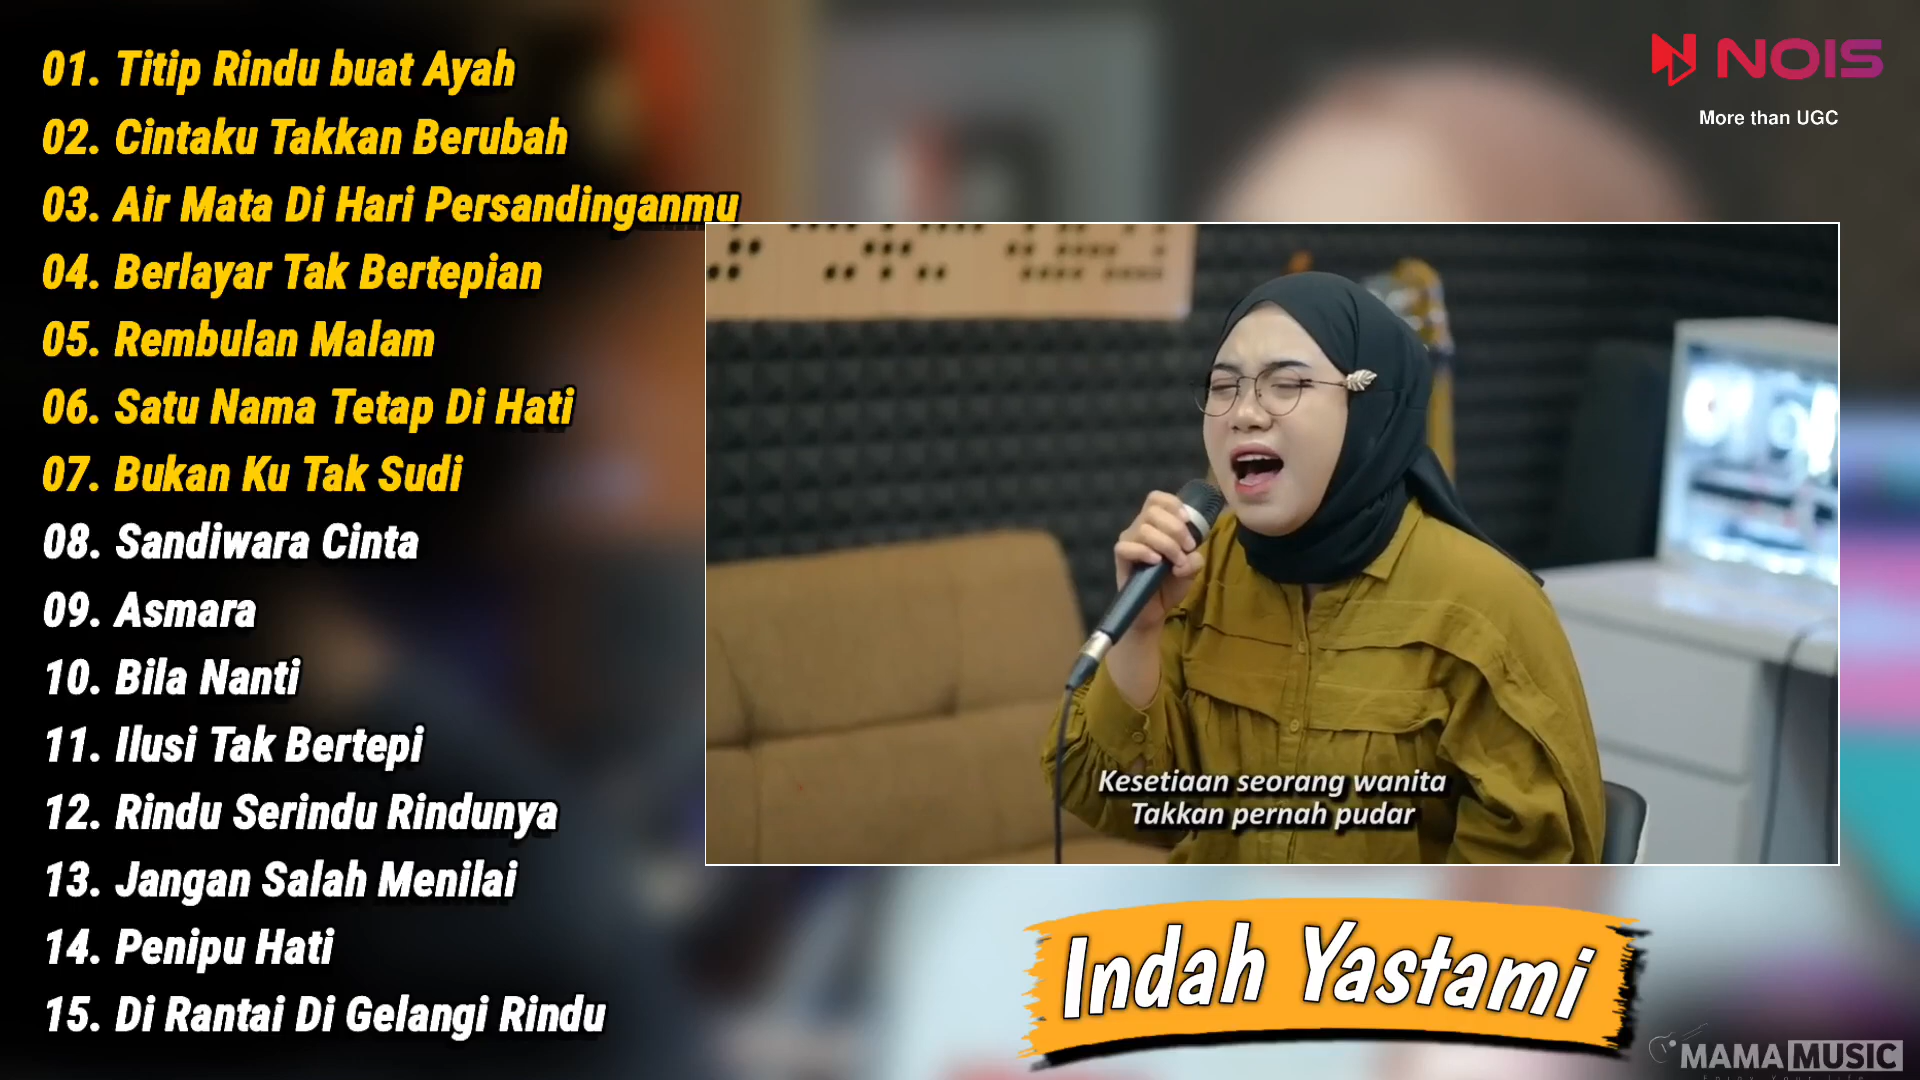 01. Titip Rindu buat Ayah
02. Cintaku Takkan Berubah
03. Air Mata Di Hari Persandinganmu
04. Berlayar Tak Bertepian
05. Rembulan Malam
06. Satu Nama Tetap Di Hati
07. Bukan Ku Tak Sudi
08. Sandiwara Cinta
09. Asmara
10. Bila Nanti
11. Ilusi Tak Bertepi
12. Rindu Serindu Rindunya
13. Jangan Salah Menilai
14. Penipu Hati
15. Di Rantai Di Gelangi Rindu
NOIS
More than UGC
Kesetiaan seorang wanita
Takkan pernah pudar
Indah Yastami
MAMA MUSIC